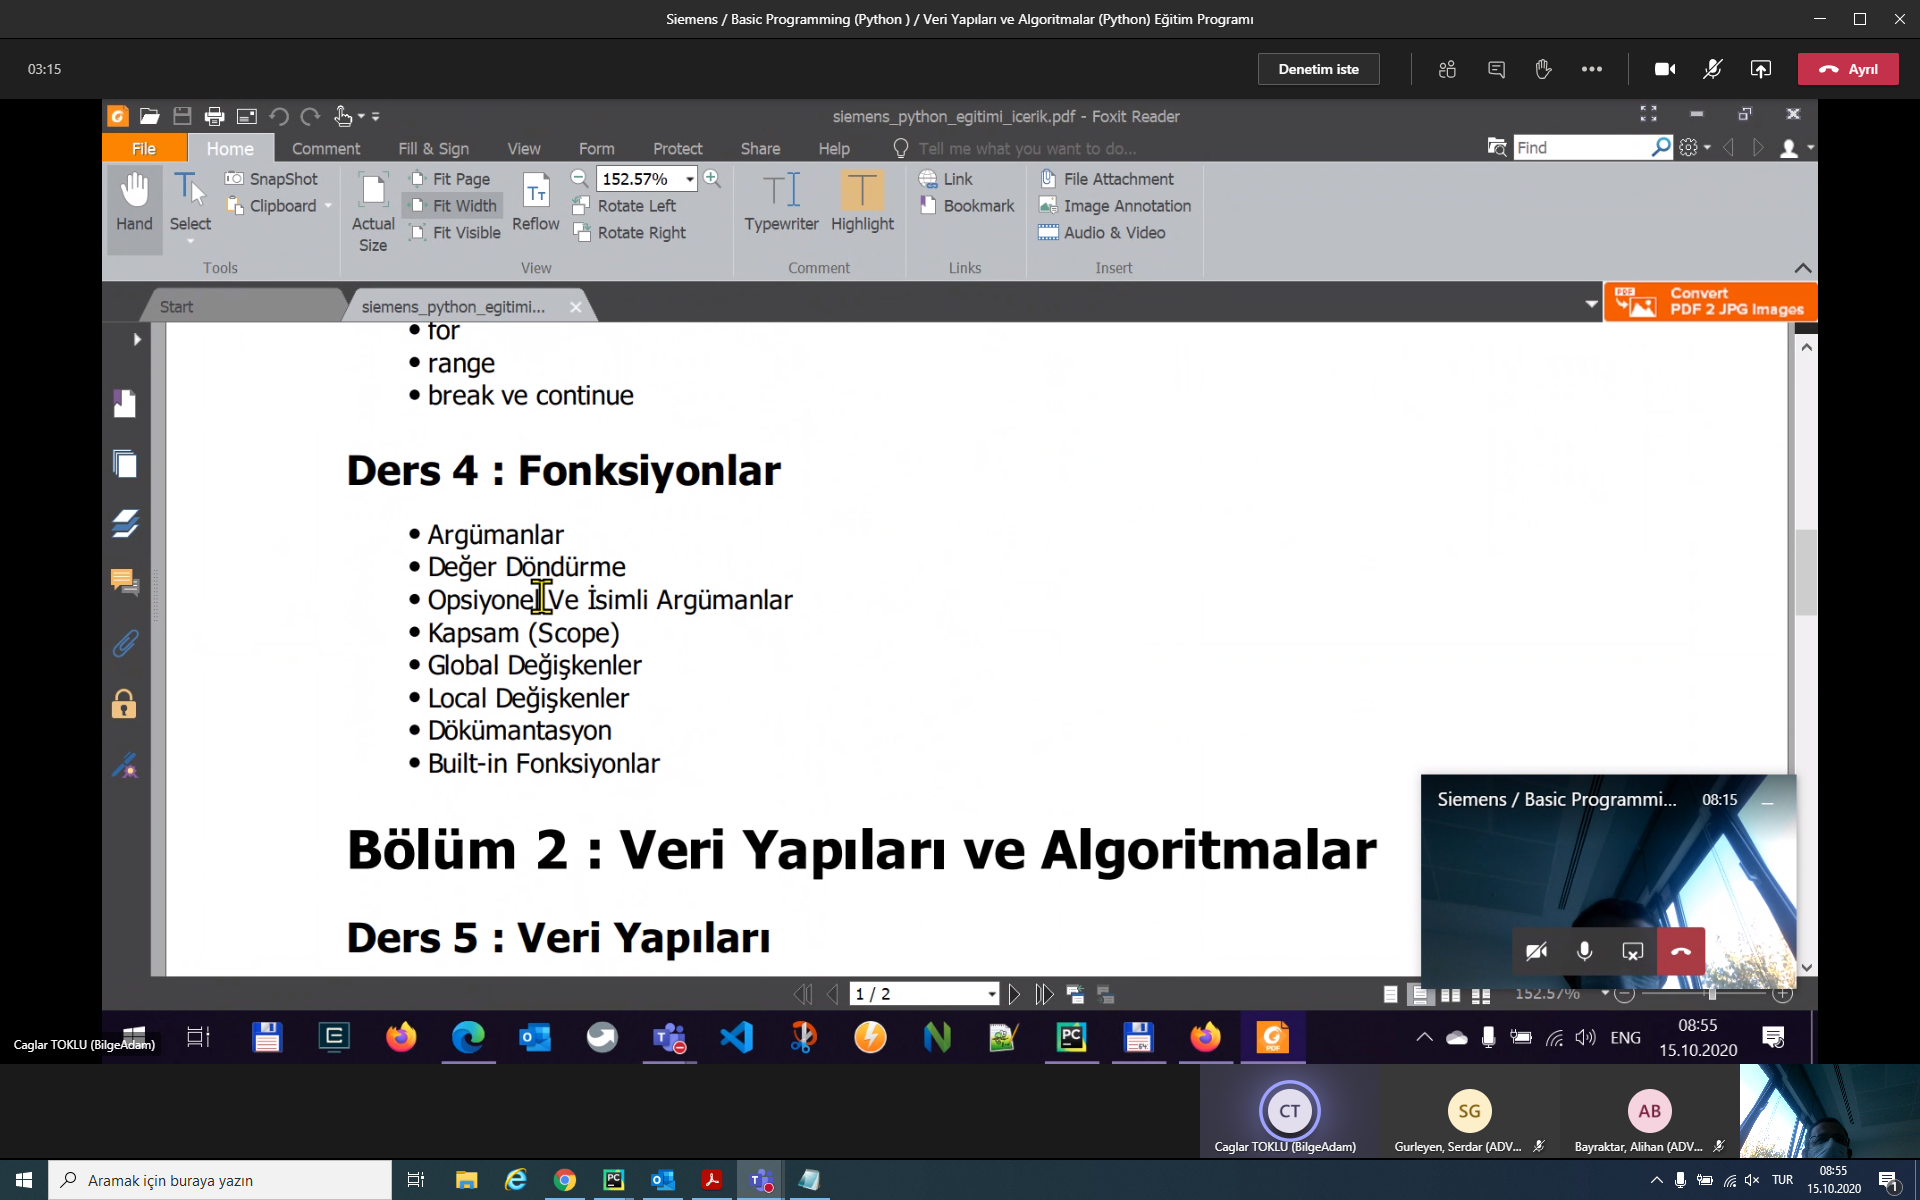 Siemens / Basic Programming (Python ) / Veri Yapıları ve Algoritmalar (Python) Eğitim Programı
03:15
Denetim iste
Ayrıl
siemens_python_egitimi_icerik.pdf - Foxit Reader
File
Home
Comment
Fill & Sign
View
Form
Protect
Share
Help
Tell me what you want to do...
Find
Hand
Select
SnapShot
Clipboard
Tools
Actual
Size
Fit Page
Fit Width
Fit Visible
Reflow
152.57%
Rotate Left
Rotate Right
View
Typewriter
Highlight
Comment
Link
Bookmark
Links
File Attachment
Image Annotation
Audio & Video
Insert
Start
siemens_python_egitimi...
PDF
Convert
PDF 2 JPG Images
• for
• range
• break ve continue
Ders 4 : Fonksiyonlar
• Argümanlar
• Değer Döndürme
• Opsiyonel Ve İsimli Argümanlar
• Kapsam (Scope)
• Global Değişkenler
• Local Değişkenler
• Dökümantasyon
• Built-in Fonksiyonlar
Bölüm 2 : Veri Yapıları ve Algoritmalar
Ders 5 : Veri Yapıları
Siemens / Basic Programmi...
08:15
1 / 2
152.57%
Caglar TOKLU (BilgeAdam)
ENG
08:55
15.10.2020
CT
Caglar TOKLU (BilgeAdam)
SG
Gurleyen, Serdar (ADV...
AB
Bayraktar, Alihan (ADV...
Aramak için buraya yazın
TUR
08:55
15.10.2020
1